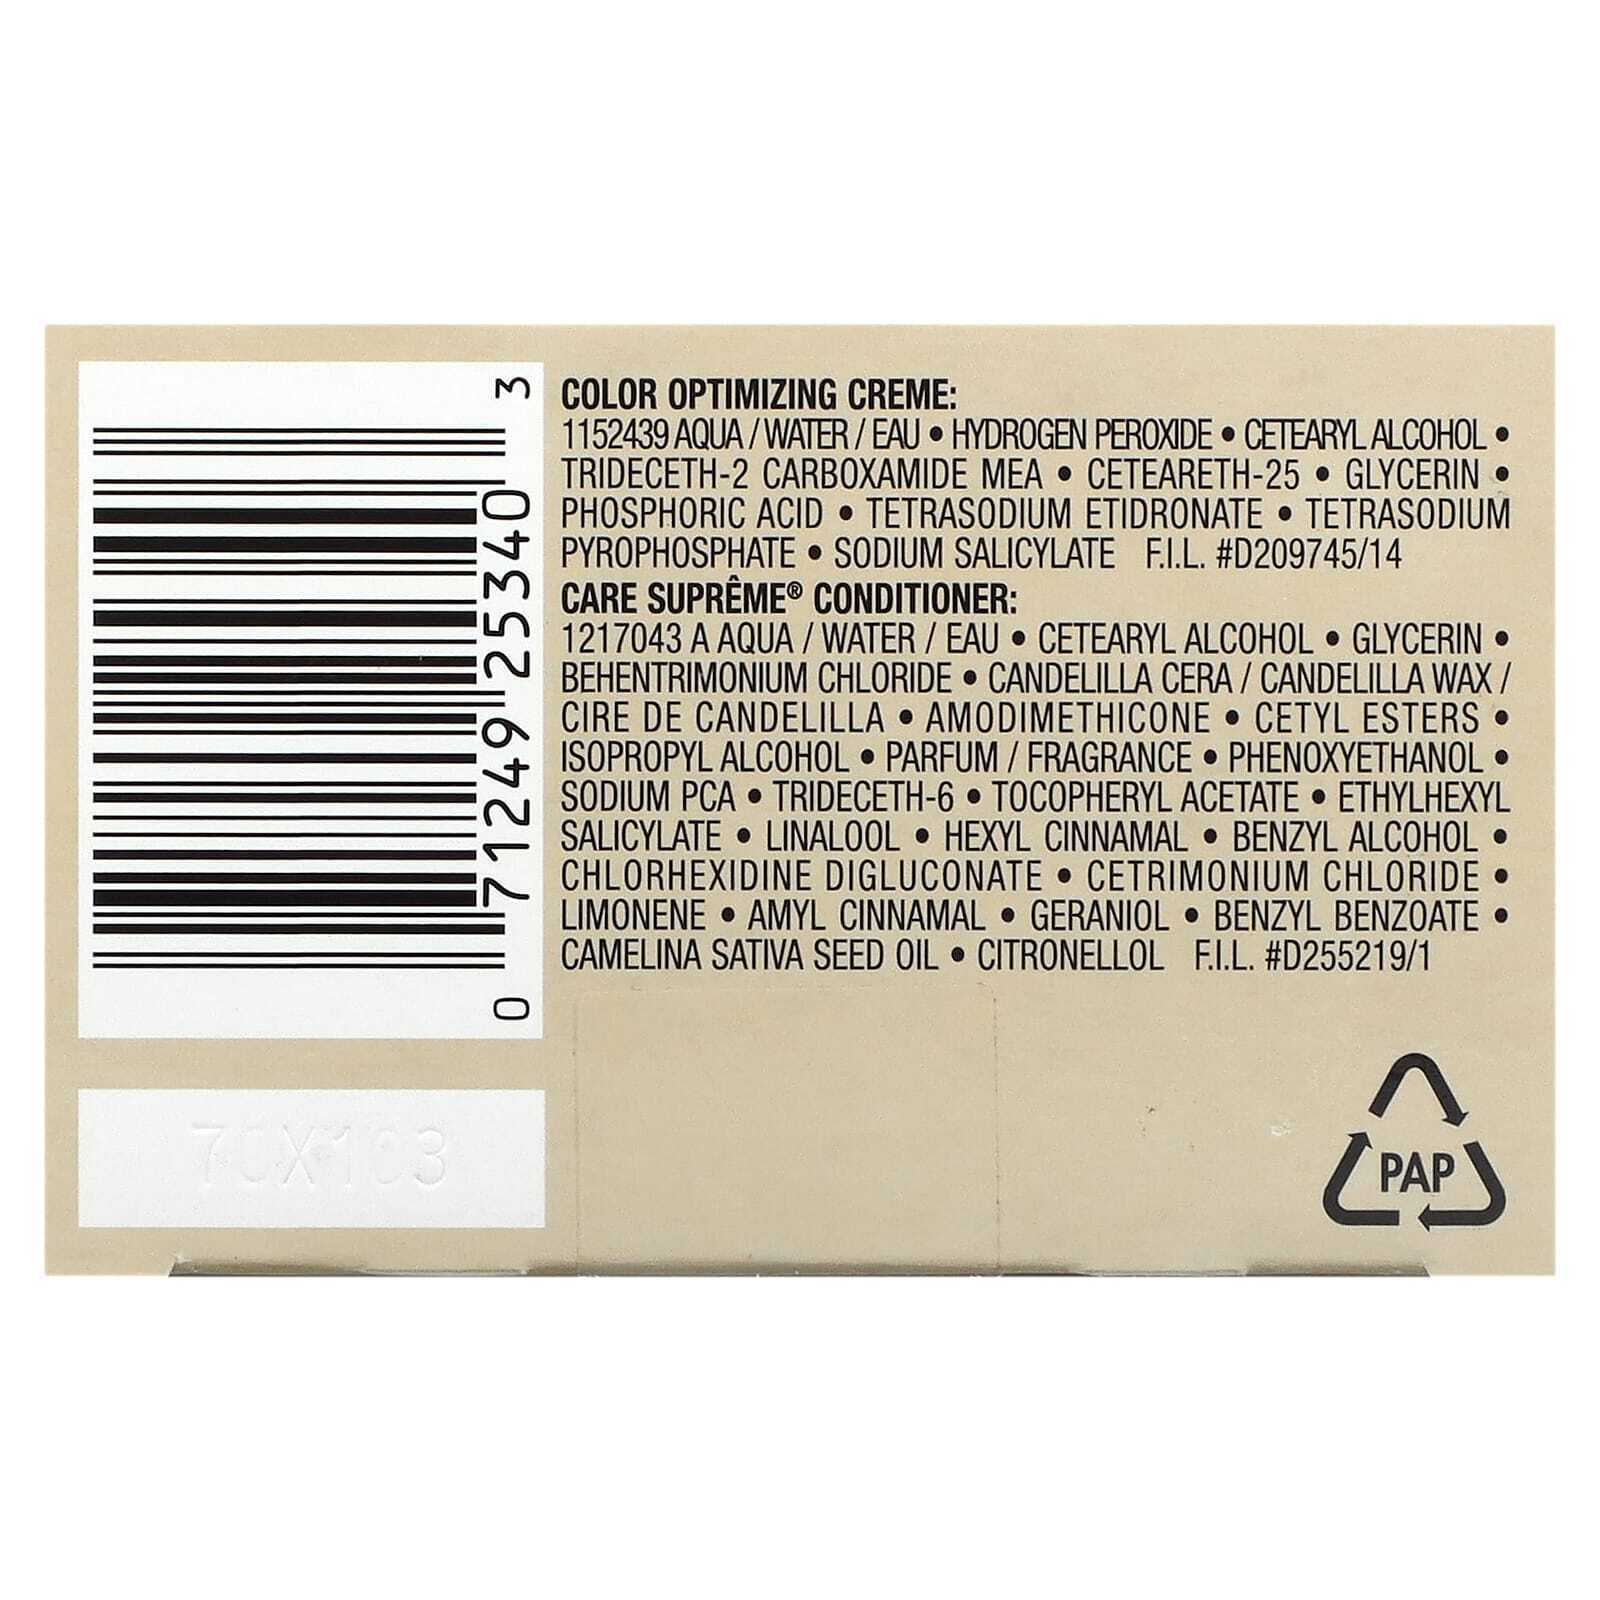 3
71249 25340
0
COLOR OPTIMIZING CREME:
1152439 AQUA / WATER / EAU • HYDROGEN PEROXIDE • CETEARYL ALCOHOL •
TRIDECETH-2 CARBOXAMIDE MEA • CETEARETH-25 • GLYCERIN •
PHOSPHORIC ACID • TETRASODIUM ETIDRONATE • TETRASODIUM
PYROPHOSPHATE • SODIUM SALICYLATE F.I.L. #D209745/14
CARE SUPRÊME® CONDITIONER:
1217043 A AQUA / WATER / EAU • CETEARYL ALCOHOL • GLYCERIN •
BEHENTRIMONIUM CHLORIDE • CANDELILLA CERA / CANDELILLA WAX /
CIRE DE CANDELILLA • AMODIMETHICONE • CETYL ESTERS •
ISOPROPYL ALCOHOL • PARFUM / FRAGRANCE • PHENOXYETHANOL •
SODIUM PCA • TRIDECETH-6 • TOCOPHERYL ACETATE • ETHYLHEXYL
SALICYLATE • LINALOOL • HEXYL CINNAMAL • BENZYL ALCOHOL •
CHLORHEXIDINE DIGLUCONATE • CETRIMONIUM CHLORIDE •
LIMONENE • AMYL CINNAMAL • GERANIOL • BENZYL BENZOATE •
CAMELINA SATIVA SEED OIL • CITRONELLOL F.I.L. #D255219/1
PAP